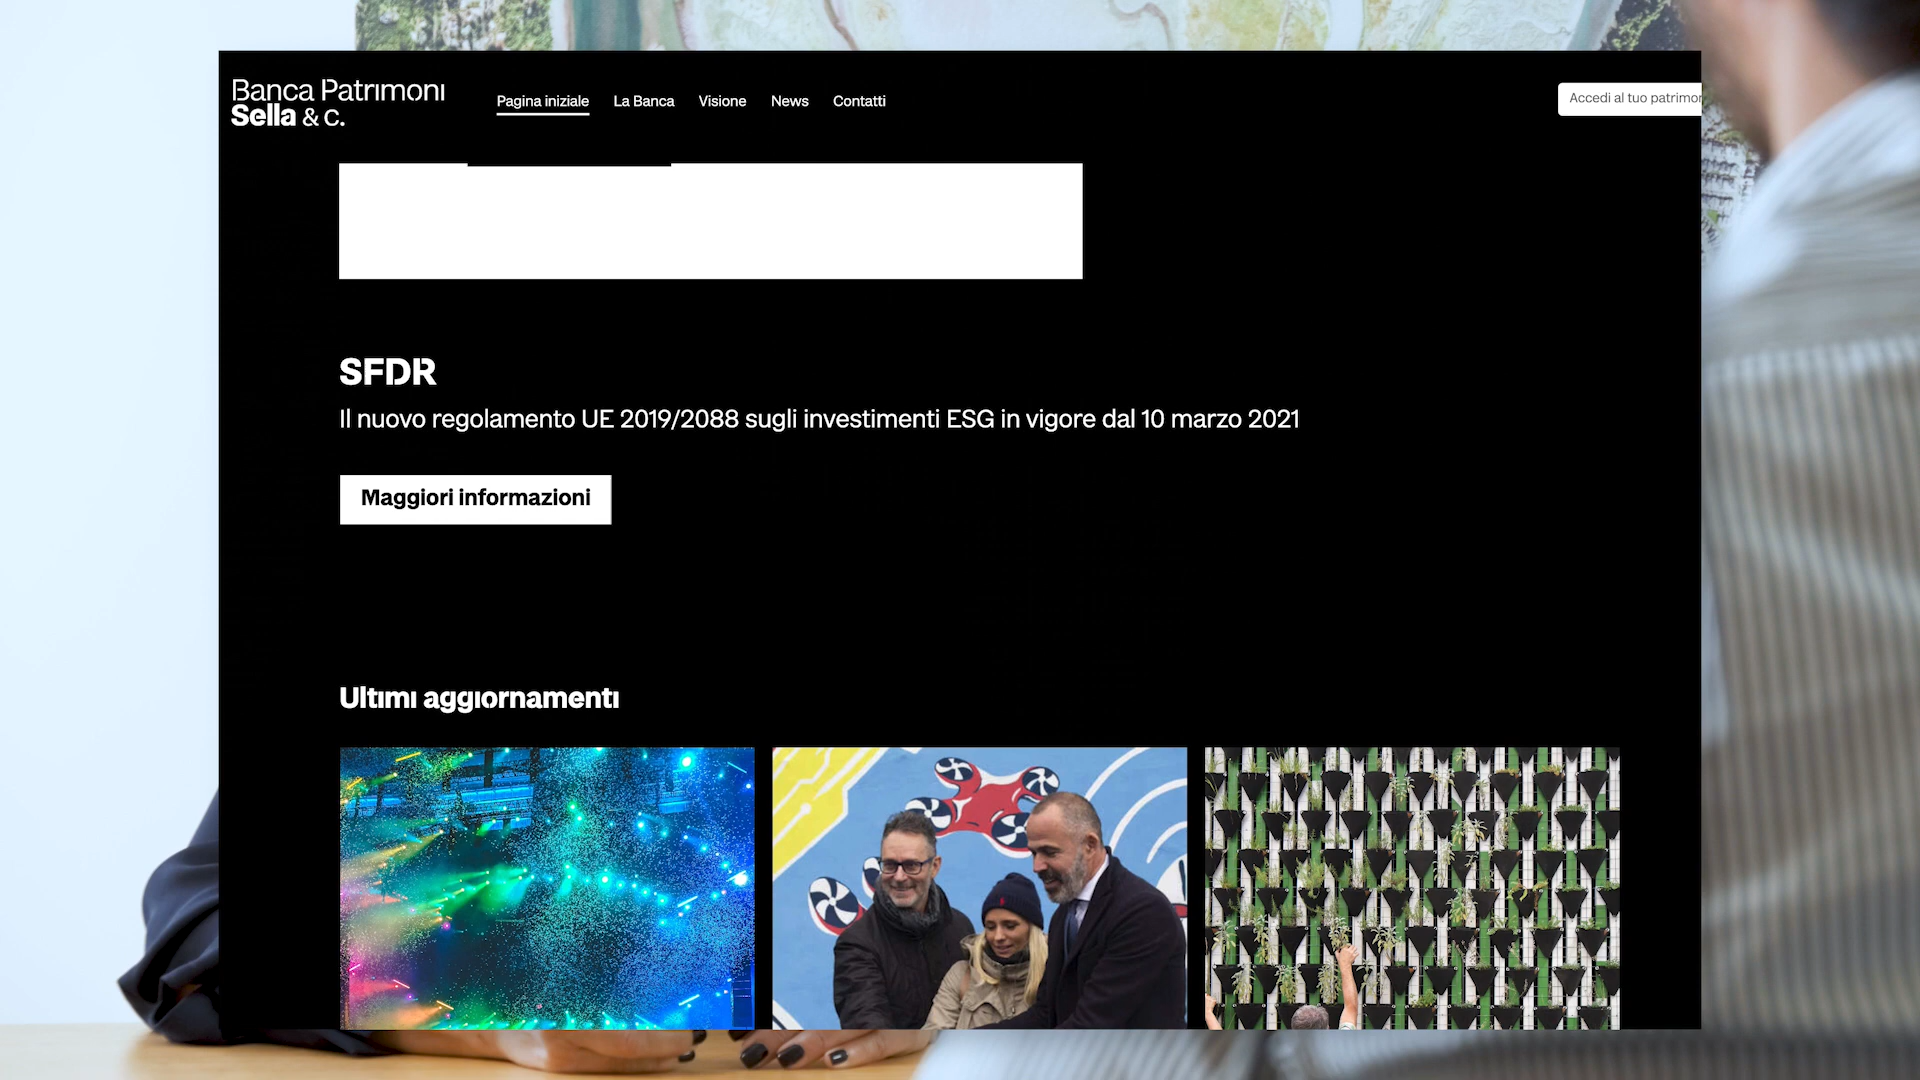 Banca Patrimoni
Sella & C.
Pagina iniziale
La Banca
Visione
News
Contatti
Accedi al tuo
SFDR
Il nuovo regolamento UE 2019/2088 sugli investimenti ESG in vigore dal 10 marzo 2021
Maggiori informazioni
Ultimi aggiornamenti